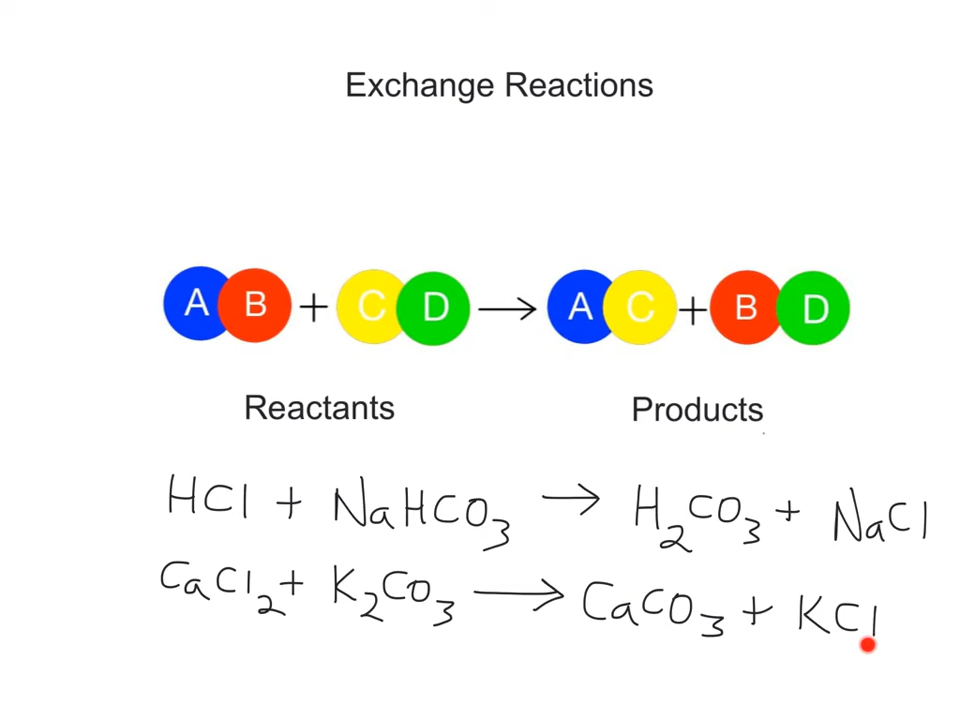 Exchange Reactions
A B + C D → A C + B D
Reactants Products
HCl + NaHCO₃ → H₂CO₃ + NaCl
CaCl₂ + K₂CO₃ → CaCO₃ + KCl